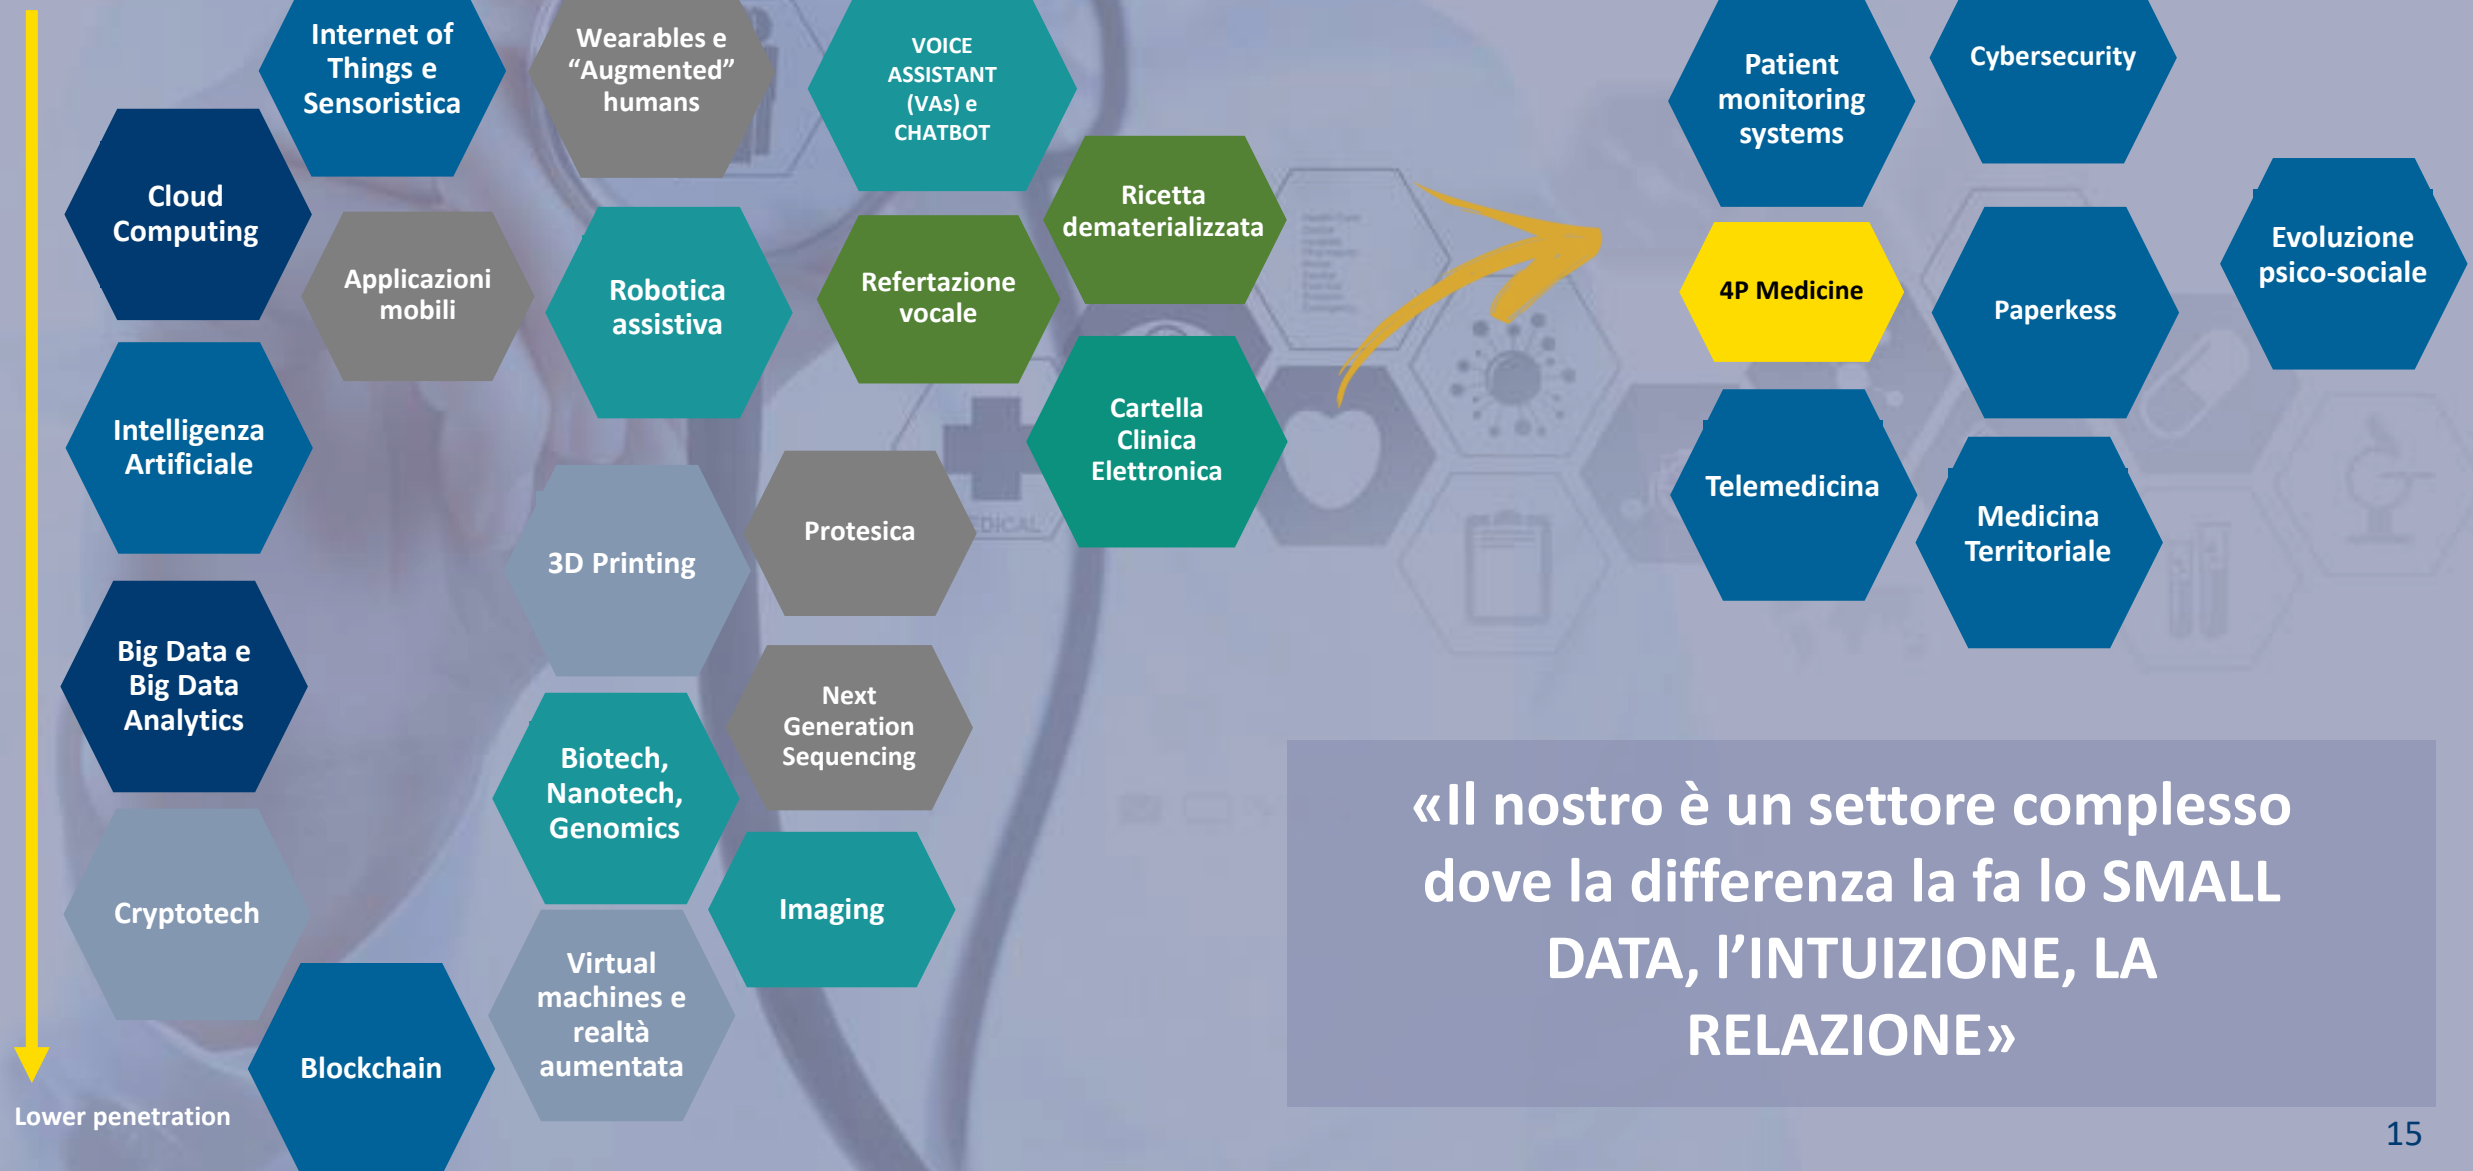 Internet of
Things e
Sensoristica
Wearables e
“Augmented”
humans
VOICE
ASSISTANT
(VAs) e
CHATBOT
Patient
monitoring
systems
Cybersecurity
Cloud
Computing
Applicazioni
mobili
Robotica
assistiva
Refertazione
vocale
Ricetta
dematerializzata
4P Medicine
Paperkess
Evoluzione
psico-sociale
Intelligenza
Artificiale
Cartella
Clinica
Elettronica
Telemedicina
Medicina
Territoriale
3D Printing
Protesica
Big Data e
Big Data
Analytics
Next
Generation
Sequencing
Biotech,
Nanotech,
Genomics
Cryptotech
Imaging
Virtual
machines e
realtà
aumentata
Blockchain
Lower penetration
«Il nostro è un settore complesso
dove la differenza la fa lo SMALL
DATA, l’INTUIZIONE, LA
RELAZIONE»
15